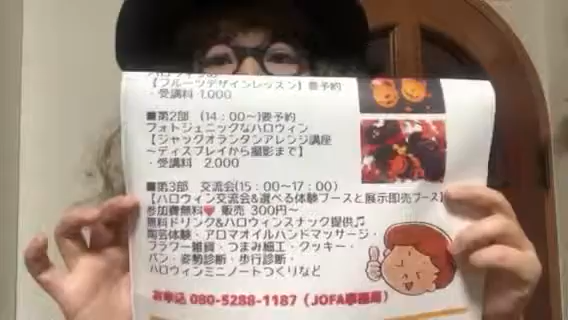 【フルーツデザインレッスン】要予約
・受講料 1,000
■第2部 (14:00~)要予約
フォトジェニックなハロウィン
【ジャックオランタンアレンジ講座
~ディスプレイから撮影まで】
・受講料 2,000
■第3部 交流会(15:00~17:00)
【ハロウィン交流会&選べる体験ブースと展示即売ブース】
参加費無料♥ 販売 300円~
無料ドリンク&ハロウィンスナック提供♫
陶芸体験・アロマオイルハンドマッサージ・
フラワー雑貨・つまみ細工・クッキー・
パン・姿勢診断・歩行診断・
ハロウィンミニノートつくりなど
お申込 080-5288-1187(JOFA事務局)